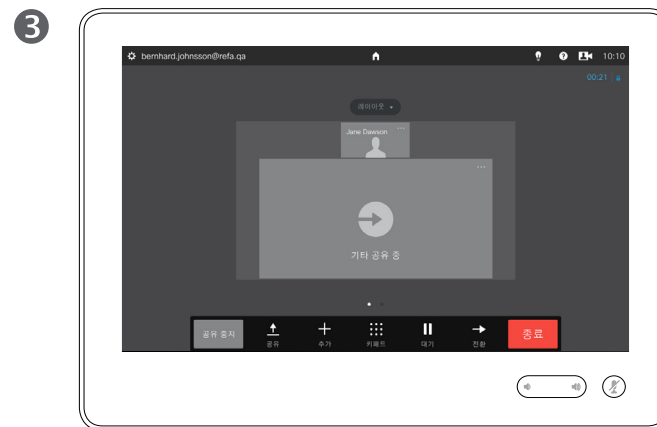 3
bernhard.johnsson@refa.qa
10:10
00:21
레이아웃
Jane Dawson
기타 공유 중
공유 중지
공유
추가
키패드
대기
전환
종료